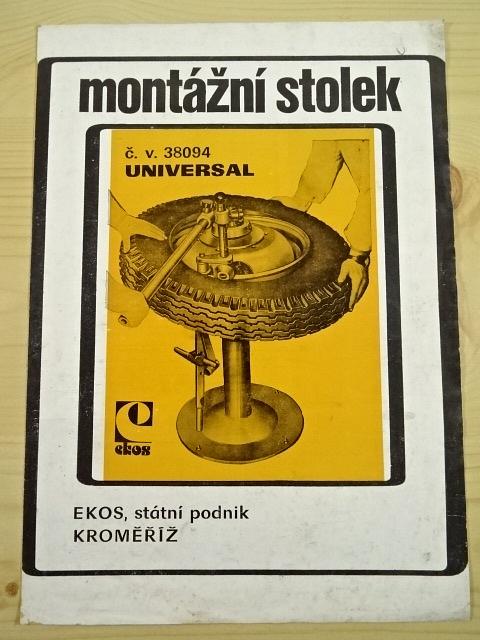 montážní stolek
č. v. 38094
UNIVERSAL
ekos
EKOS, státní podnik
KROMĚŘÍŽ